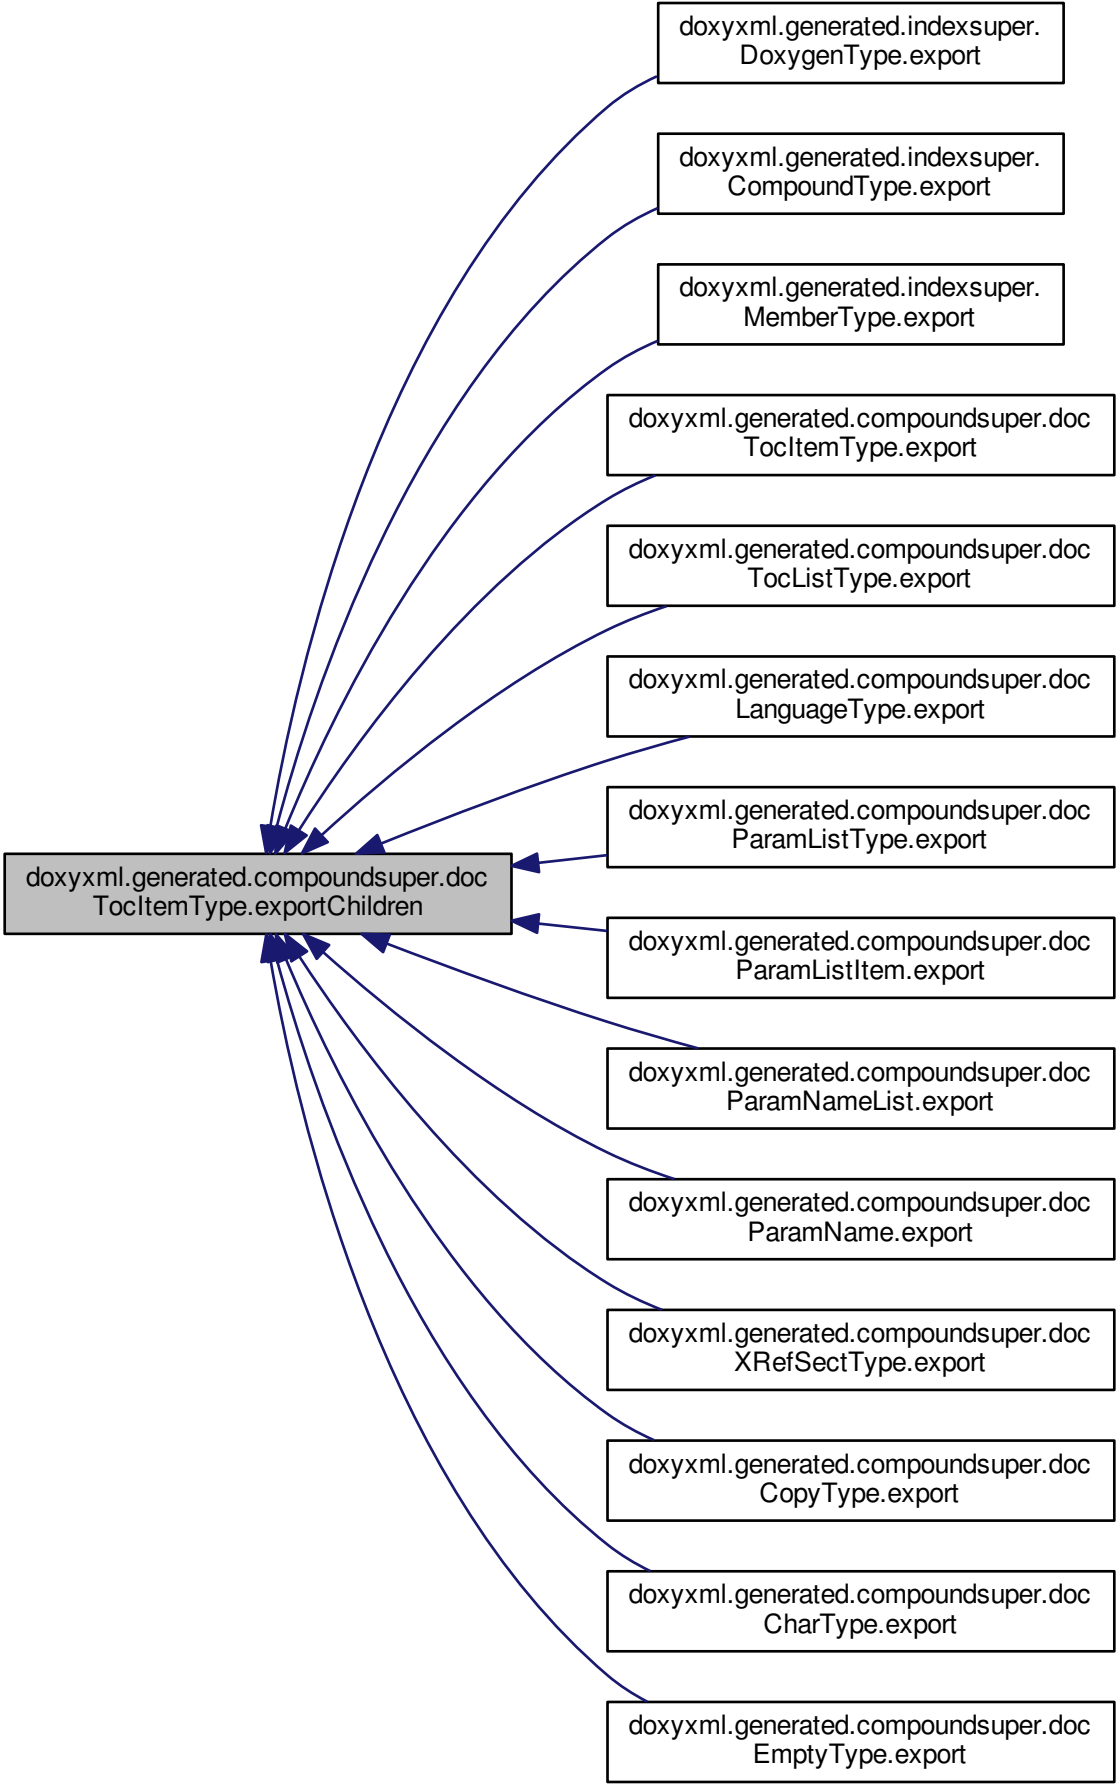 doxyxml.generated.indexsuper.
DoxygenType.export
doxyxml.generated.indexsuper.
CompoundType.export
doxyxml.generated.indexsuper.
MemberType.export
doxyxml.generated.compoundsuper.doc
TocItemType.export
doxyxml.generated.compoundsuper.doc
TocListType.export
doxyxml.generated.compoundsuper.doc
LanguageType.export
doxyxml.generated.compoundsuper.doc
ParamListType.export
doxyxml.generated.compoundsuper.doc
TocItemType.exportChildren
doxyxml.generated.compoundsuper.doc
ParamListItem.export
doxyxml.generated.compoundsuper.doc
ParamNameList.export
doxyxml.generated.compoundsuper.doc
ParamName.export
doxyxml.generated.compoundsuper.doc
XRefSectType.export
doxyxml.generated.compoundsuper.doc
CopyType.export
doxyxml.generated.compoundsuper.doc
CharType.export
doxyxml.generated.compoundsuper.doc
EmptyType.export